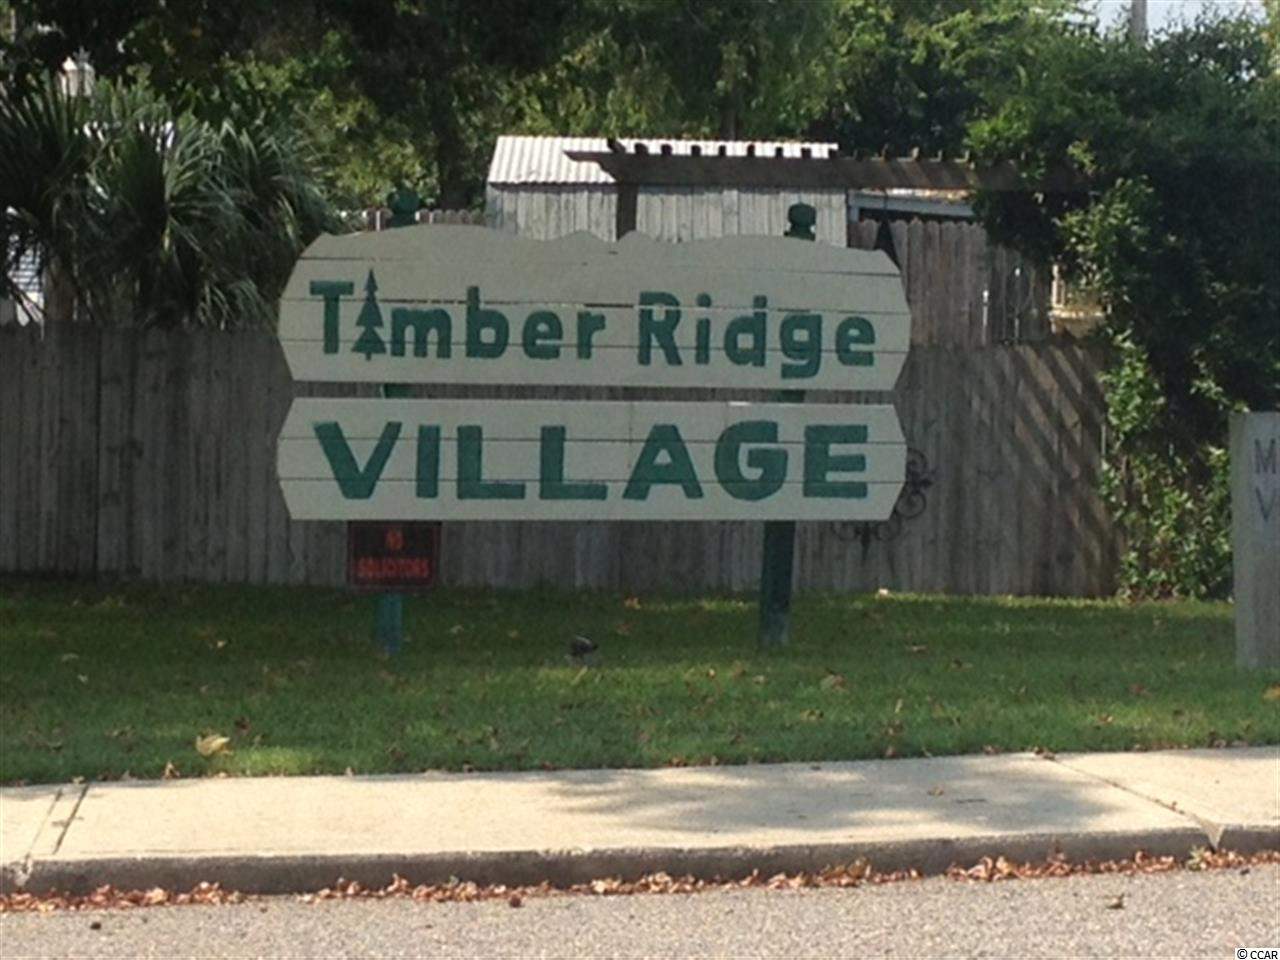 Timber Ridge
VILLAGE
NO
SOLICITORS
M
V
© CCAR